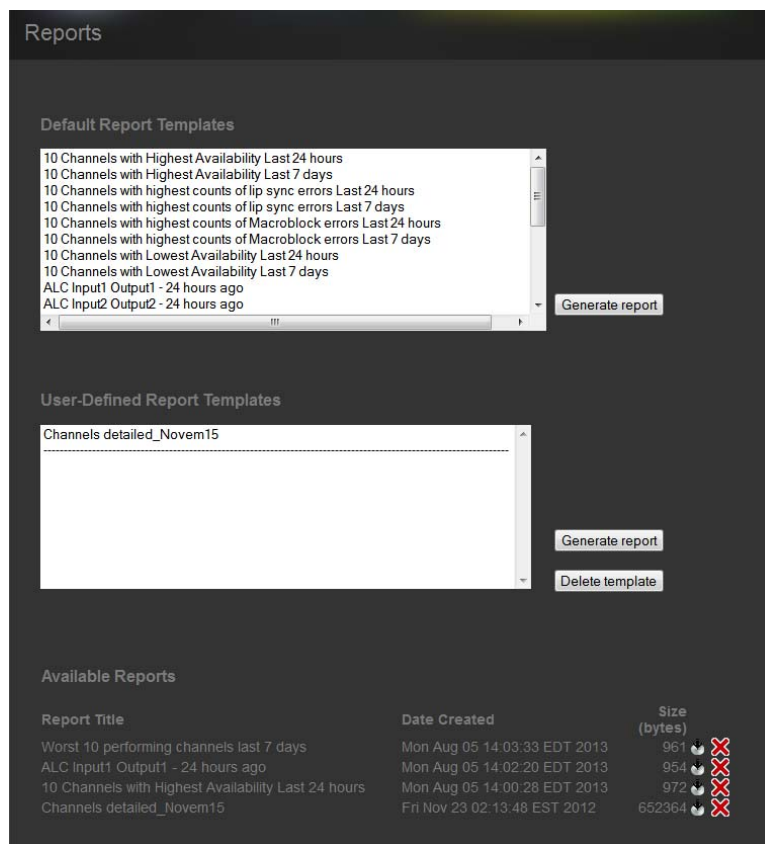 Reports
Default Report Templates
10 Channels with Highest Availability Last 24 hours
10 Channels with Highest Availability Last 7 days
10 Channels with highest counts of lip sync errors Last 24 hours
10 Channels with highest counts of lip sync errors Last 7 days
10 Channels with highest counts of Macroblock errors Last 24 hours
10 Channels with highest counts of Macroblock errors Last 7 days
10 Channels with Lowest Availability Last 24 hours
10 Channels with Lowest Availability Last 7 days
ALC Input1 Output1 - 24 hours ago
ALC Input2 Output2 - 24 hours ago
Generate report
User-Defined Report Templates
Channels detailed_Novem15
--------------------------------------------------------------------------------
Generate report
Delete template
Available Reports
Report Title Date Created Size (bytes)
Worst 10 performing channels last 7 days Mon Aug 05 14:03:33 EDT 2013 961
ALC Input1 Output1 - 24 hours ago Mon Aug 05 14:02:20 EDT 2013 954
10 Channels with Highest Availability Last 24 hours Mon Aug 05 14:00:28 EDT 2013 972
Channels detailed_Novem15 Fri Nov 23 02:13:48 EST 2012 652364